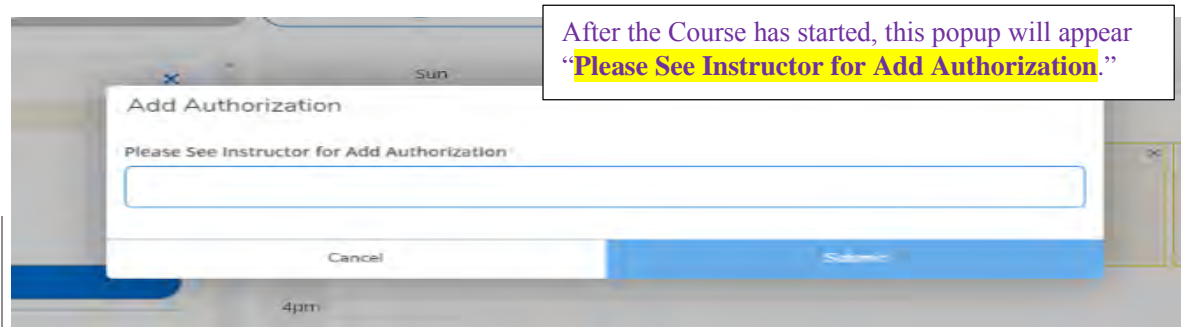 After the Course has started, this popup will appear
“Please See Instructor for Add Authorization.”
Sun
Add Authorization
Please See Instructor for Add Authorization
Cancel
Submit
4pm